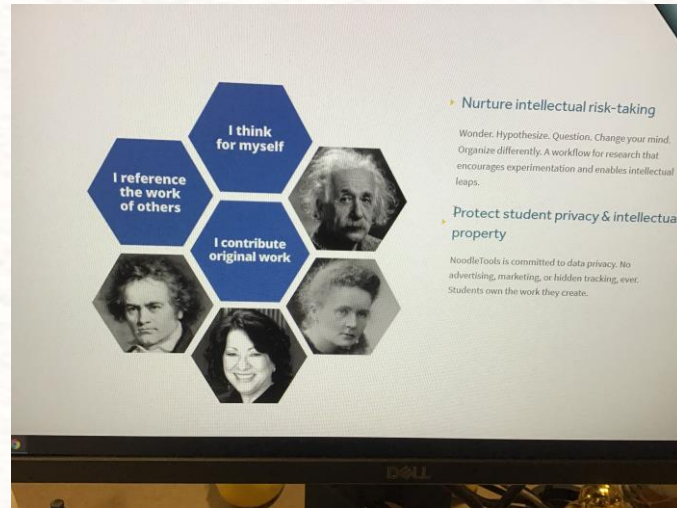 I think
for myself
I reference
the work
of others
I contribute
original work
Nurture intellectual risk-taking
Wonder. Hypothesize. Question. Change your mind.
Organize differently. A workflow for research that
encourages experimentation and enables intellectual
leaps.
Protect student privacy & intellectua
property
NoodleTools is committed to data privacy. No
advertising, marketing, or hidden tracking, ever.
Students own the work they create.
DELL